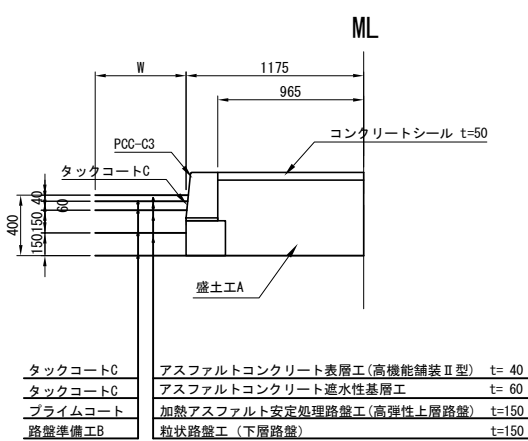 ML
W
1175
965
コンクリートシール t=50
PCC-C3
タックコートC
40
60
150
150
400
盛土工A
タックコートC アスファルトコンクリート表層工(高機能舗装Ⅱ型) t= 40
タックコートC アスファルトコンクリート遮水性基層工 t= 60
プライムコート 加熱アスファルト安定処理路盤工(高弾性上層路盤) t=150
路盤準備工B 粒状路盤工（下層路盤） t=150